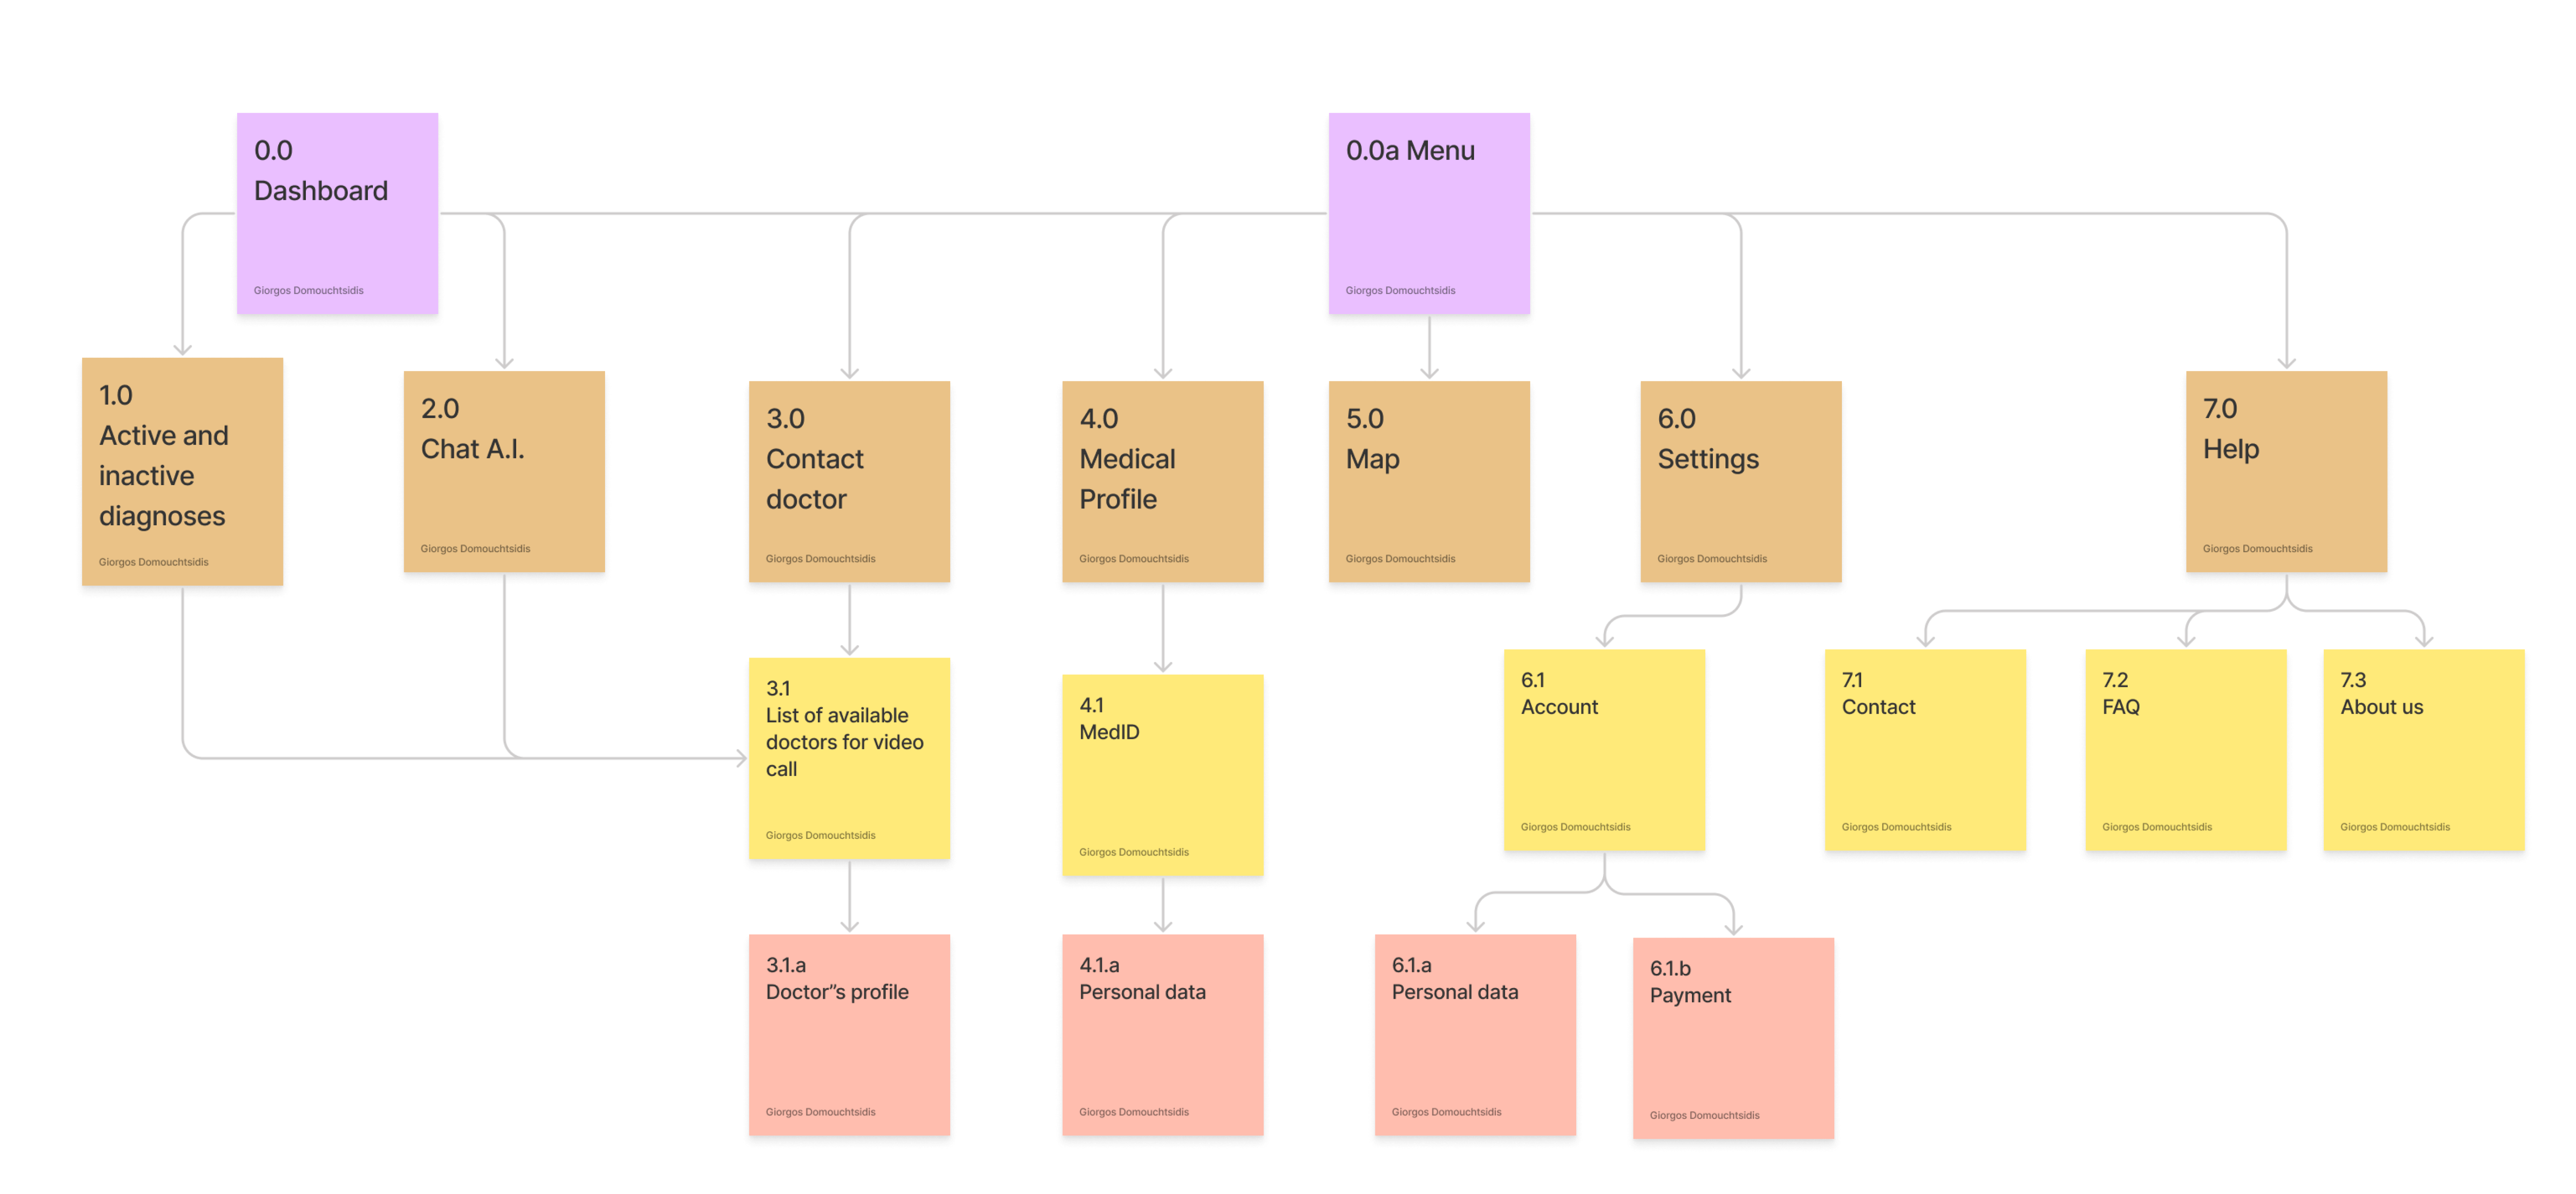 0.0
Dashboard
Giorgos Domouchtsidis
0.0a Menu
Giorgos Domouchtsidis
1.0
Active and
inactive
diagnoses
Giorgos Domouchtsidis
2.0
Chat A.I.
Giorgos Domouchtsidis
3.0
Contact
doctor
Giorgos Domouchtsidis
4.0
Medical
Profile
Giorgos Domouchtsidis
5.0
Map
Giorgos Domouchtsidis
6.0
Settings
Giorgos Domouchtsidis
7.0
Help
Giorgos Domouchtsidis
3.1
List of available
doctors for video
call
Giorgos Domouchtsidis
4.1
MedID
Giorgos Domouchtsidis
6.1
Account
Giorgos Domouchtsidis
7.1
Contact
Giorgos Domouchtsidis
7.2
FAQ
Giorgos Domouchtsidis
7.3
About us
Giorgos Domouchtsidis
3.1.a
Doctor”s profile
Giorgos Domouchtsidis
4.1.a
Personal data
Giorgos Domouchtsidis
6.1.a
Personal data
Giorgos Domouchtsidis
6.1.b
Payment
Giorgos Domouchtsidis